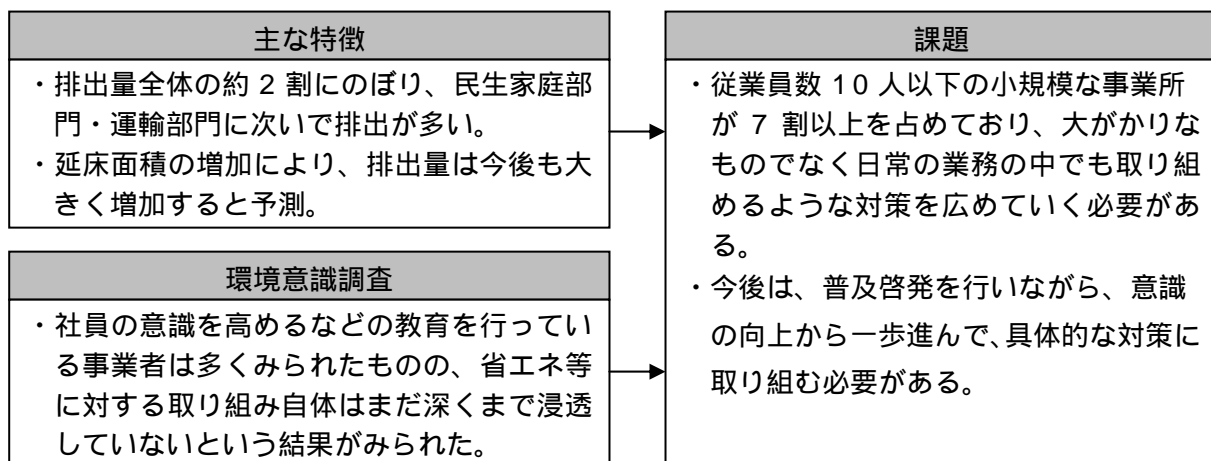 主な特徴
・排出量全体の約 2 割にのぼり、民生家庭部
門・運輸部門に次いで排出が多い。
・延床面積の増加により、排出量は今後も大
きく増加すると予測。
環境意識調査
・社員の意識を高めるなどの教育を行ってい
る事業者は多くみられたものの、省エネ等
に対する取り組み自体はまだ深くまで浸透
していないという結果がみられた。
課題
・従業員数 10 人以下の小規模な事業所
が 7 割以上を占めており、大がかりな
ものでなく日常の業務の中でも取り組
めるような対策を広めていく必要があ
る。
・今後は、普及啓発を行いながら、意識
の向上から一歩進んで、具体的な対策に
取り組む必要がある。